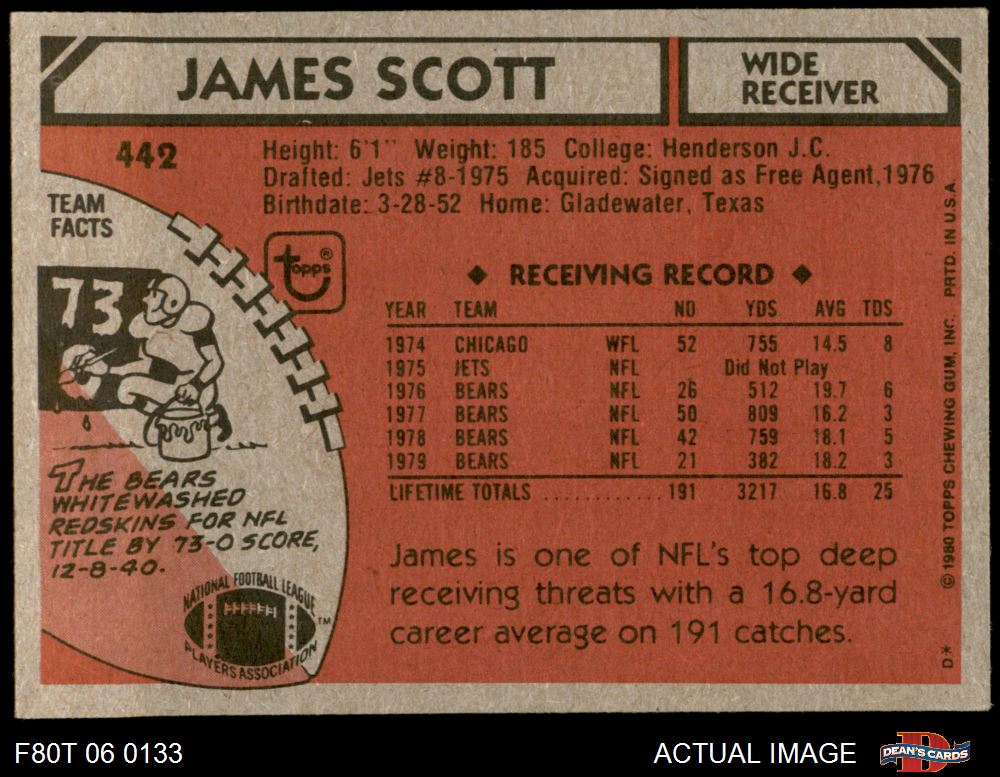 JAMES SCOTT
WIDE
RECEIVER
442
Height: 6'1" Weight: 185 College: Henderson J.C.
Drafted: Jets #8-1975 Acquired: Signed as Free Agent, 1976
Birthdate: 3-28-52 Home: Gladewater, Texas
TEAM
FACTS
73
THE BEARS
WHITEWASHED
REDSKINS FOR NFL
TITLE BY 73-0 SCORE,
12-8-40.
NATIONAL FOOTBALL LEAGUE
PLAYERS ASSOCIATION
TM
topps®
◆ RECEIVING RECORD ◆
YEAR TEAM NO YDS AVG TDS
1974 CHICAGO WFL 52 755 14.5 8
1975 JETS NFL Did Not Play
1976 BEARS NFL 26 512 19.7 6
1977 BEARS NFL 50 809 16.2 3
1978 BEARS NFL 42 759 18.1 5
1979 BEARS NFL 21 382 18.2 3
LIFETIME TOTALS ............ 191 3217 16.8 25
James is one of NFL's top deep
receiving threats with a 16.8-yard
career average on 191 catches.
D* © 1980 TOPPS CHEWING GUM, INC. PRTD. IN U.S.A.
F80T 06 0133
ACTUAL IMAGE
DEAN'S CARDS